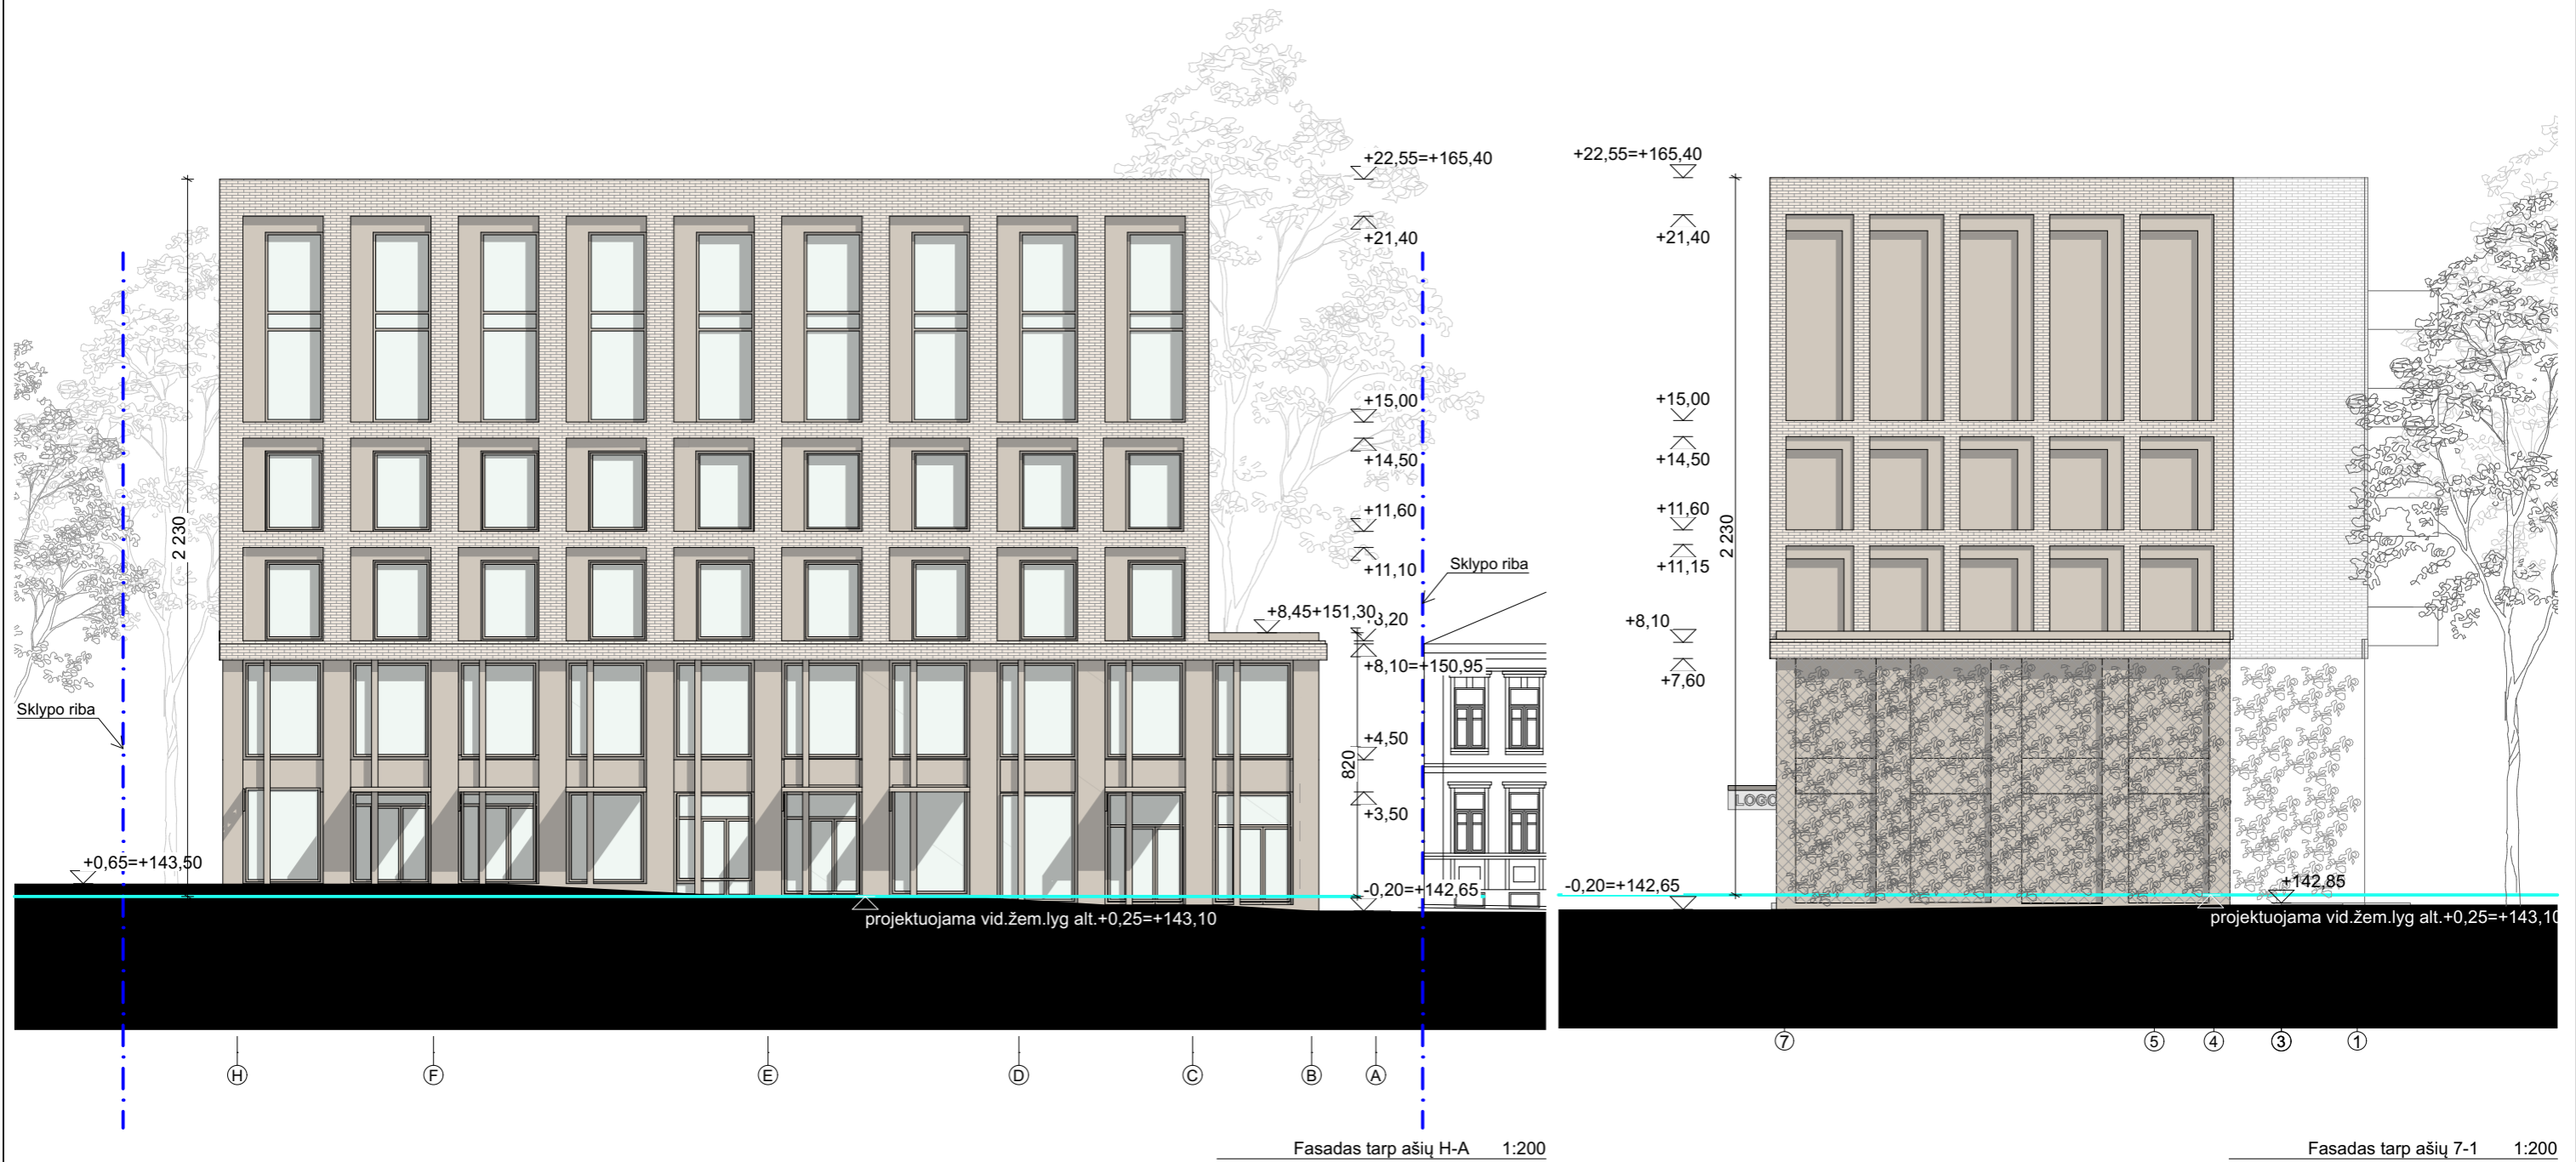 +22,55=+165,40
+21,40
+15,00
+14,50
+11,60
+11,10
Sklypo riba
+8,45+151,30
3,20
+8,10=+150,95
+4,50
+3,50
820
-0,20=+142,65
2 230
Sklypo riba
+0,65=+143,50
projektuojama vid.žem.lyg alt.+0,25=+143,10
H
F
E
D
C
B
A
Fasadas tarp ašių H-A 1:200
+22,55=+165,40
+21,40
+15,00
+14,50
+11,60
+11,15
+8,10
+7,60
2 230
LOGO
-0,20=+142,65
+142,85
projektuojama vid.žem.lyg alt.+0,25=+143,10
7
5
4
3
1
Fasadas tarp ašių 7-1 1:200